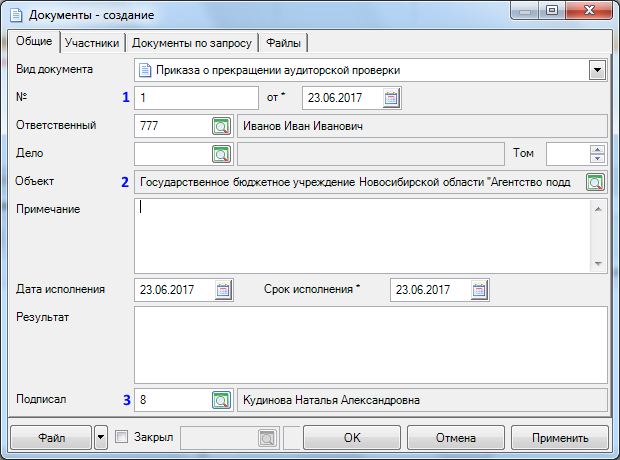 Документы - создание
Общие Участники Документы по запросу Файлы
Вид документа Приказа о прекращении аудиторской проверки
№ 1 1 от * 23.06.2017
Ответственный 777 Иванов Иван Иванович
Дело Том
Объект 2 Государственное бюджетное учреждение Новосибирской области "Агентство подд
Примечание
Дата исполнения 23.06.2017 Срок исполнения * 23.06.2017
Результат
Подписал 3 8 Кудинова Наталья Александровна
Файл Закрыл ОК Отмена Применить